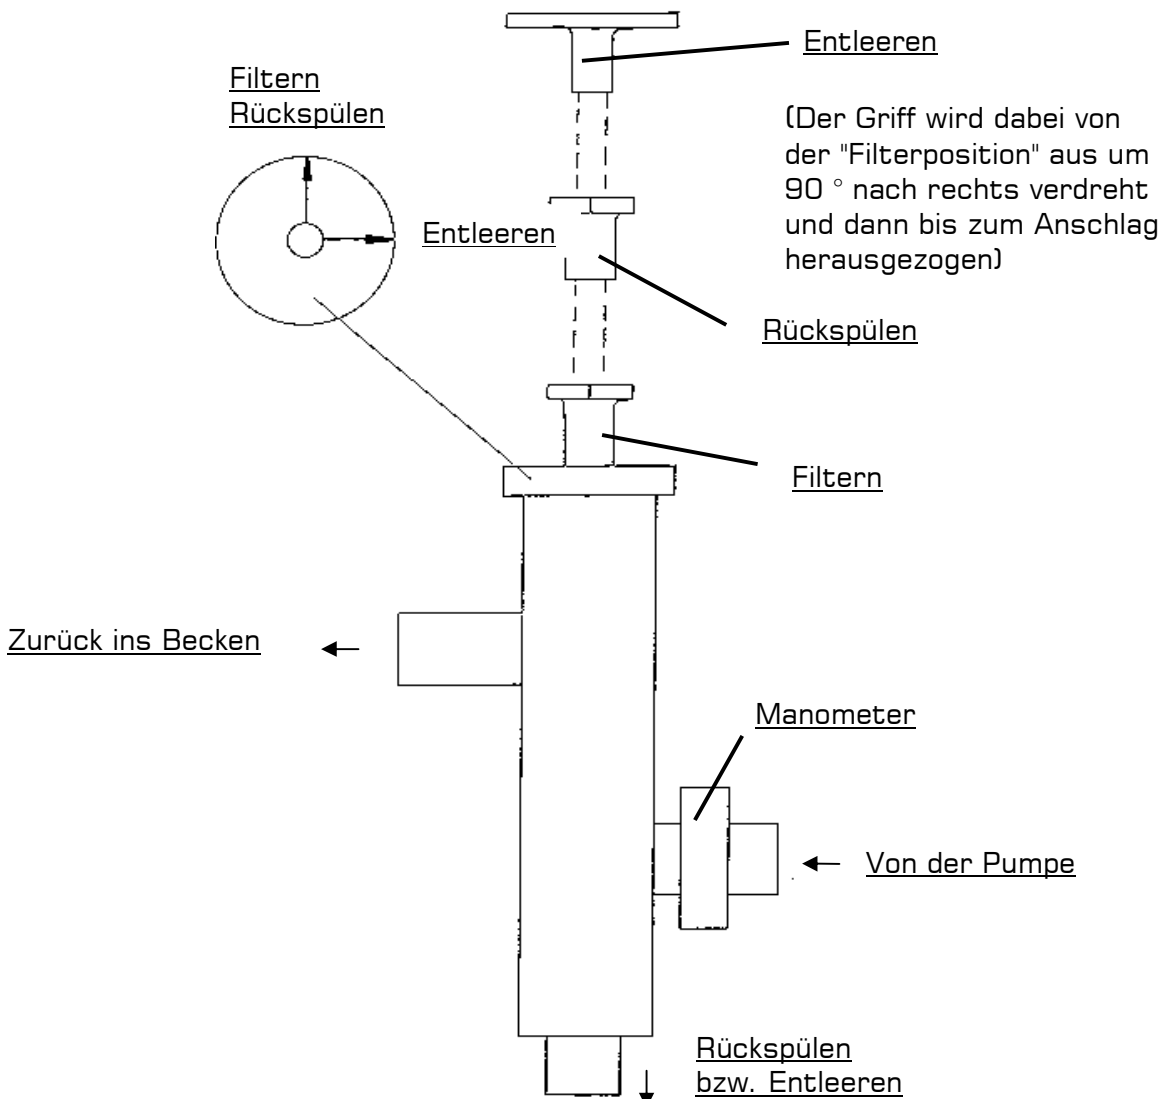 Entleeren
Filtern
Rückspülen
(Der Griff wird dabei von
der "Filterposition" aus um
90 ° nach rechts verdreht
und dann bis zum Anschlag
herausgezogen)
Entleeren
Rückspülen
Filtern
Zurück ins Becken
Manometer
Von der Pumpe
Rückspülen
bzw. Entleeren